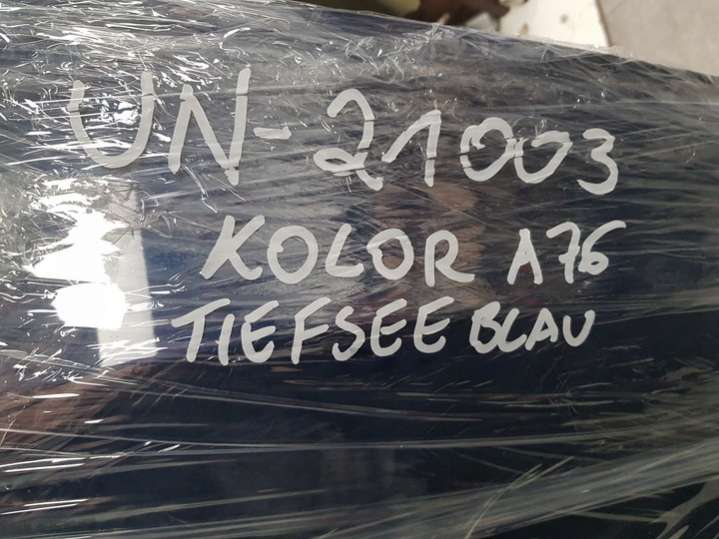 UN-21003
KOLOR A76
TIEFSEE BLAU